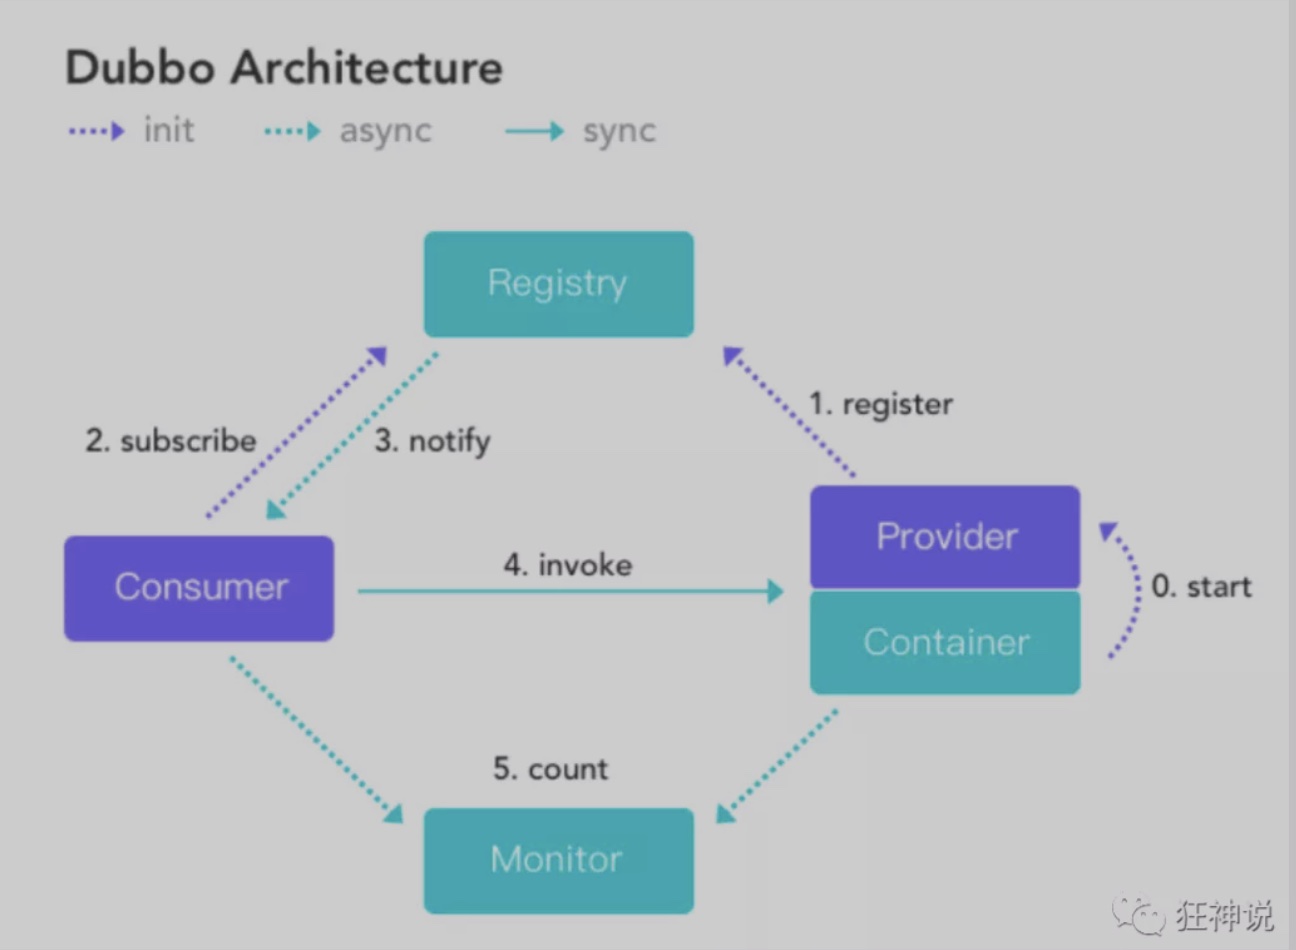 Dubbo Architecture
init async sync
Registry
1. register
2. subscribe
3. notify
Provider
4. invoke
Consumer
0. start
Container
5. count
Monitor
狂神说